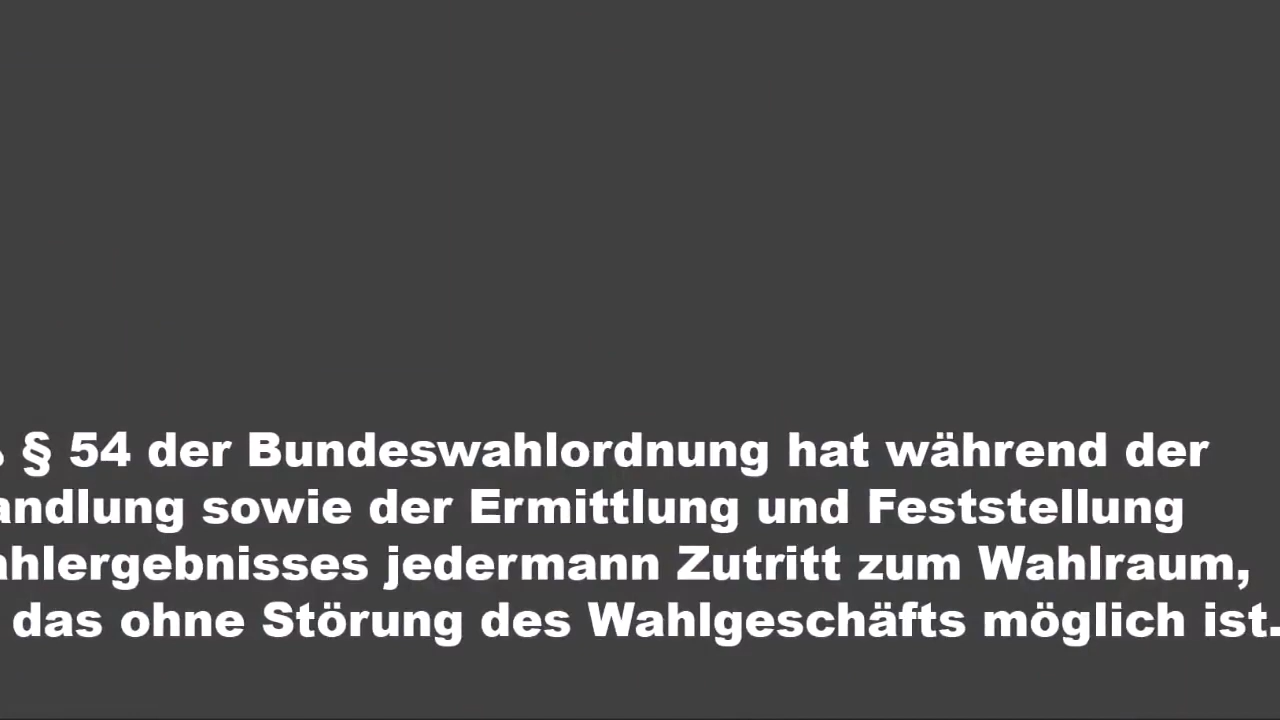 § 54 der Bundeswahlordnung hat während der
andlung sowie der Ermittlung und Feststellung
ahlergebnisses jedermann Zutritt zum Wahlraum,
das ohne Störung des Wahlgeschäfts möglich ist.